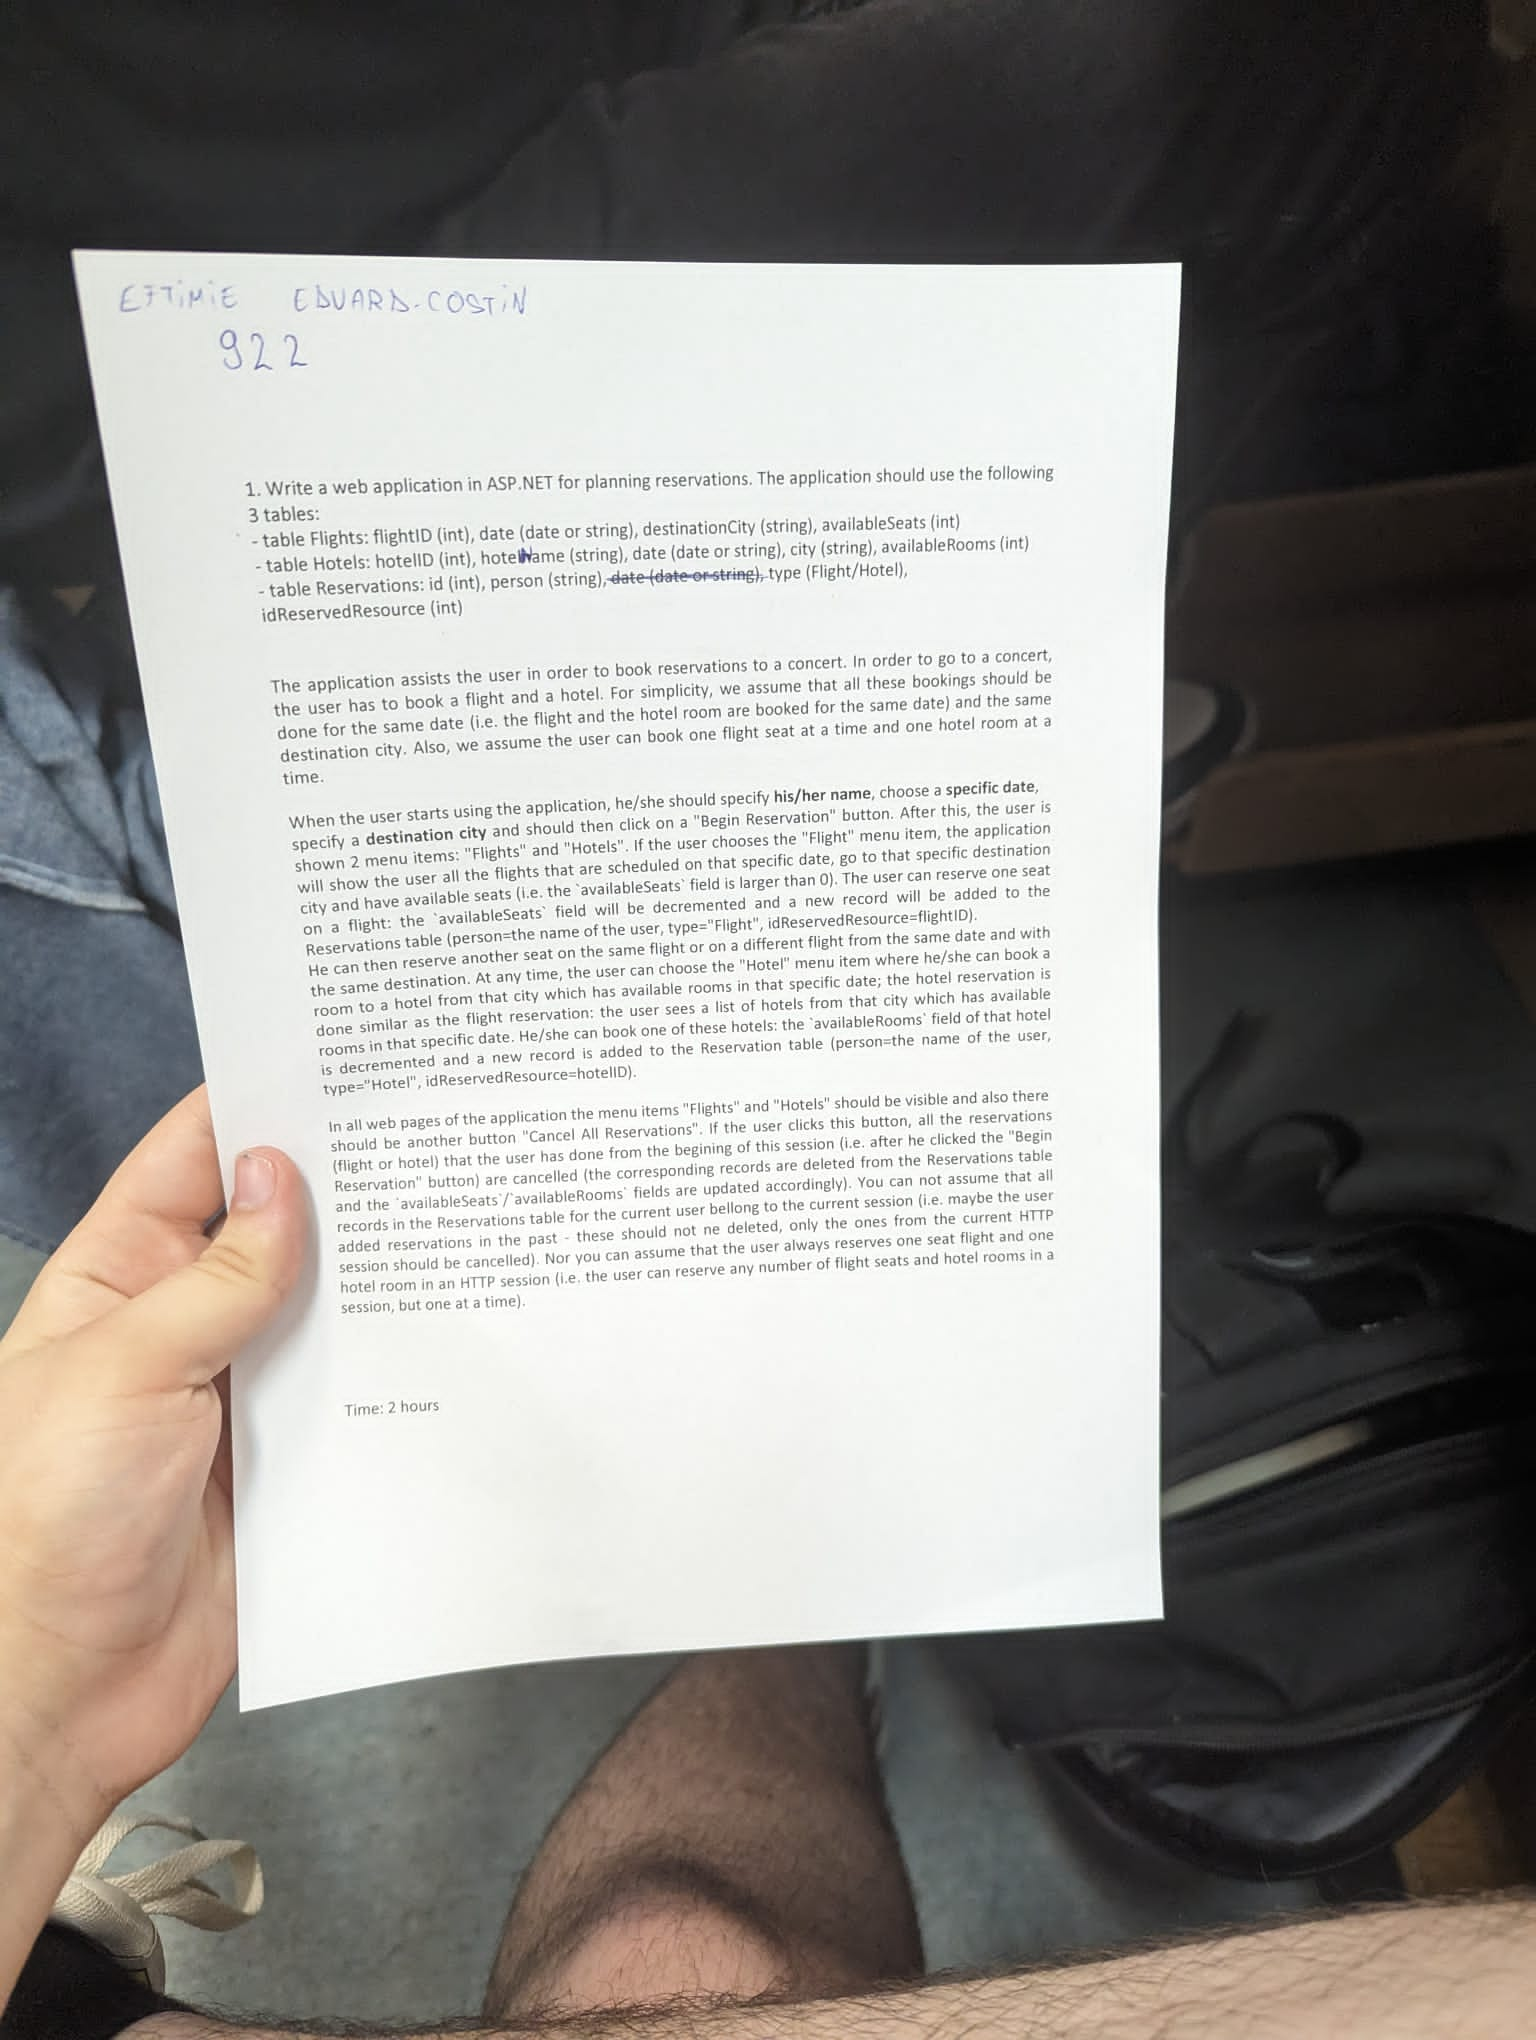 EFTIMIE EDUARD-COSTIN
922
1. Write a web application in ASP.NET for planning reservations. The application should use the following
3 tables:
- table Flights: flightID (int), date (date or string), destinationCity (string), availableSeats (int)
- table Hotels: hotelID (int), hotelName (string), date (date or string), city (string), availableRooms (int)
- table Reservations: id (int), person (string), date (date or string), type (Flight/Hotel),
idReservedResource (int)
The application assists the user in order to book reservations to a concert. In order to go to a concert,
the user has to book a flight and a hotel. For simplicity, we assume that all these bookings should be
done for the same date (i.e. the flight and the hotel room are booked for the same date) and the same
destination city. Also, we assume the user can book one flight seat at a time and one hotel room at a
time.
When the user starts using the application, he/she should specify his/her name, choose a specific date,
specify a destination city and should then click on a "Begin Reservation" button. After this, the user is
shown 2 menu items: "Flights" and "Hotels". If the user chooses the "Flight" menu item, the application
will show the user all the flights that are scheduled on that specific date, go to that specific destination
city and have available seats (i.e. the `availableSeats` field is larger than 0). The user can reserve one seat
on a flight: the `availableSeats` field will be decremented and a new record will be added to the
Reservations table (person=the name of the user, type="Flight", idReservedResource=flightID).
He can then reserve another seat on the same flight or on a different flight from the same date and with
the same destination. At any time, the user can choose the "Hotel" menu item where he/she can book a
room to a hotel from that city which has available rooms in that specific date; the hotel reservation is
done similar as the flight reservation: the user sees a list of hotels from that city which has available
rooms in that specific date. He/she can book one of these hotels: the `availableRooms` field of that hotel
is decremented and a new record is added to the Reservation table (person=the name of the user,
type="Hotel", idReservedResource=hotelID).
In all web pages of the application the menu items "Flights" and "Hotels" should be visible and also there
should be another button "Cancel All Reservations". If the user clicks this button, all the reservations
(flight or hotel) that the user has done from the begining of this session (i.e. after he clicked the "Begin
Reservation" button) are cancelled (the corresponding records are deleted from the Reservations table
and the `availableSeats`/`availableRooms` fields are updated accordingly). You can not assume that all
records in the Reservations table for the current user bellong to the current session (i.e. maybe the user
added reservations in the past - these should not ne deleted, only the ones from the current HTTP
session should be cancelled). Nor you can assume that the user always reserves one seat flight and one
hotel room in an HTTP session (i.e. the user can reserve any number of flight seats and hotel rooms in a
session, but one at a time).
Time: 2 hours